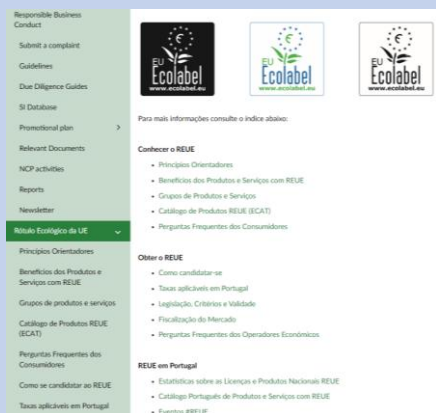 Responsible Business
Conduct
Submit a complaint
Guidelines
Due Diligence Guides
SI Database
Promotional plan >
Relevant Documents
NCP activities
Reports
Newsletter
Rótulo Ecológico da UE
Princípios Orientadores
Benefícios dos Produtos e
Serviços com REUE
Grupos de produtos e serviços
Catálogo de Produtos REUE
(ECAT)
Perguntas Frequentes dos
Consumidores
Como se candidatar ao REUE
Taxas aplicáveis em Portugal
EU
Ecolabel
www.ecolabel.eu
EU
Ecolabel
www.ecolabel.eu
EU
Ecolabel
www.ecolabel.eu
Para mais informações consulte o índice abaixo:
Conhecer o REUE
• Princípios Orientadores
• Benefícios dos Produtos e Serviços com REUE
• Grupos de Produtos e Serviços
• Catálogo de Produtos REUE (ECAT)
• Perguntas Frequentes dos Consumidores
Obter o REUE
• Como candidatar-se
• Taxas aplicáveis em Portugal
• Legislação, Critérios e Validade
• Fiscalização do Mercado
• Perguntas Frequentes dos Operadores Económicos
REUE em Portugal
• Estatísticas sobre as Licenças e Produtos Nacionais REUE
• Catálogo Português de Produtos e Serviços com REUE
• Eventos #REUE